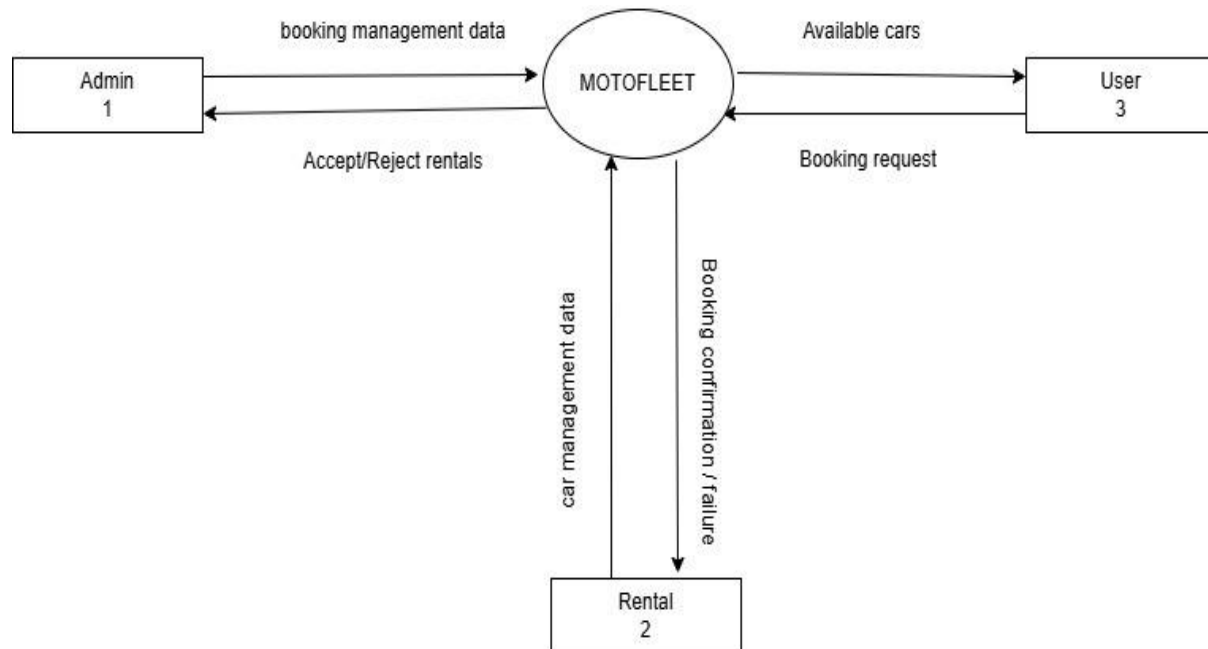 booking management data
Available cars
Admin
1
MOTOFLEET
User
3
Accept/Reject rentals
Booking request
car management data
Booking confirmation / failure
Rental
2